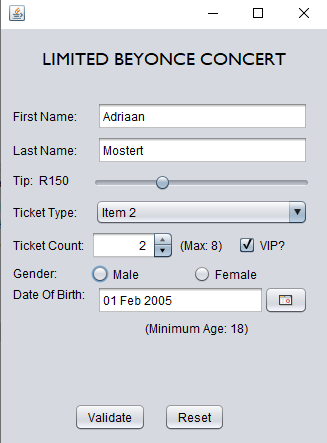 LIMITED BEYONCE CONCERT
First Name: Adriaan
Last Name: Mostert
Tip: R150
Ticket Type: Item 2
Ticket Count: 2 (Max: 8) VIP?
Gender: Male Female
Date Of Birth: 01 Feb 2005
(Minimum Age: 18)
Validate Reset